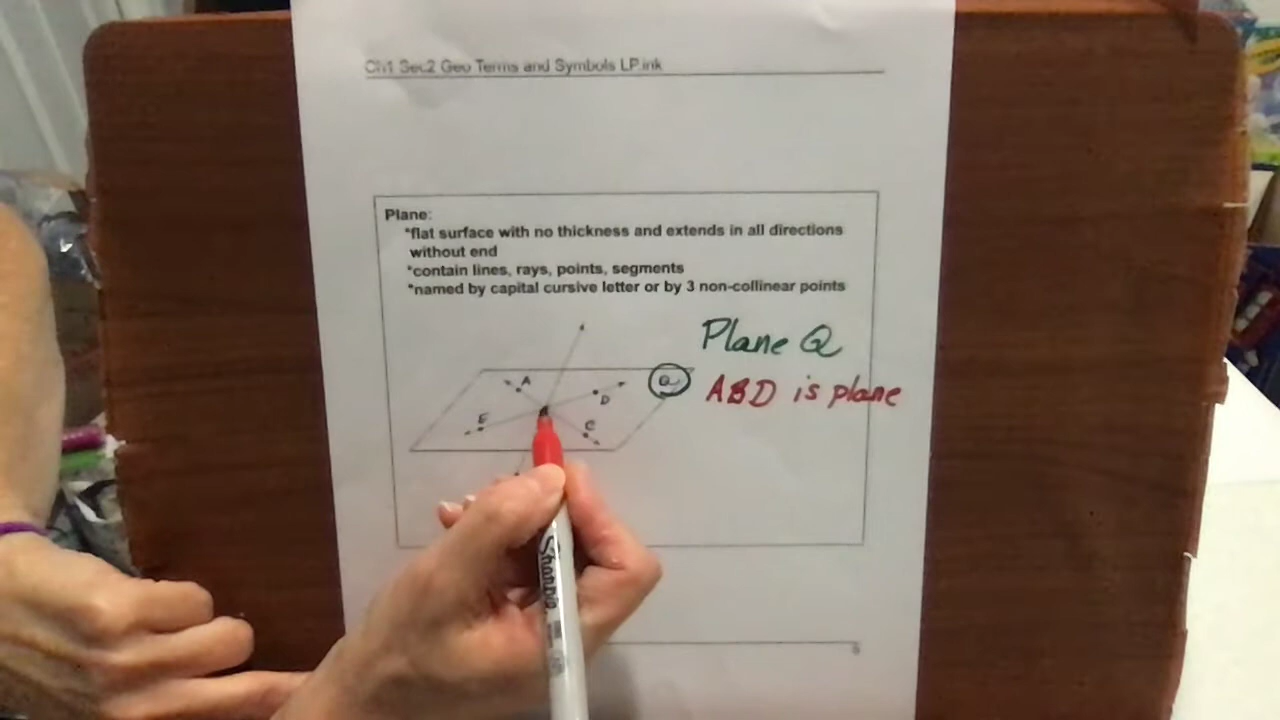 Ch1 Sec2 Geo Terms and Symbols LP.ink
Plane:
*flat surface with no thickness and extends in all directions
without end
*contain lines, rays, points, segments
*named by capital cursive letter or by 3 non-collinear points
Plane Q
ABD is plane
A
Q
D
E
C
Sharpie